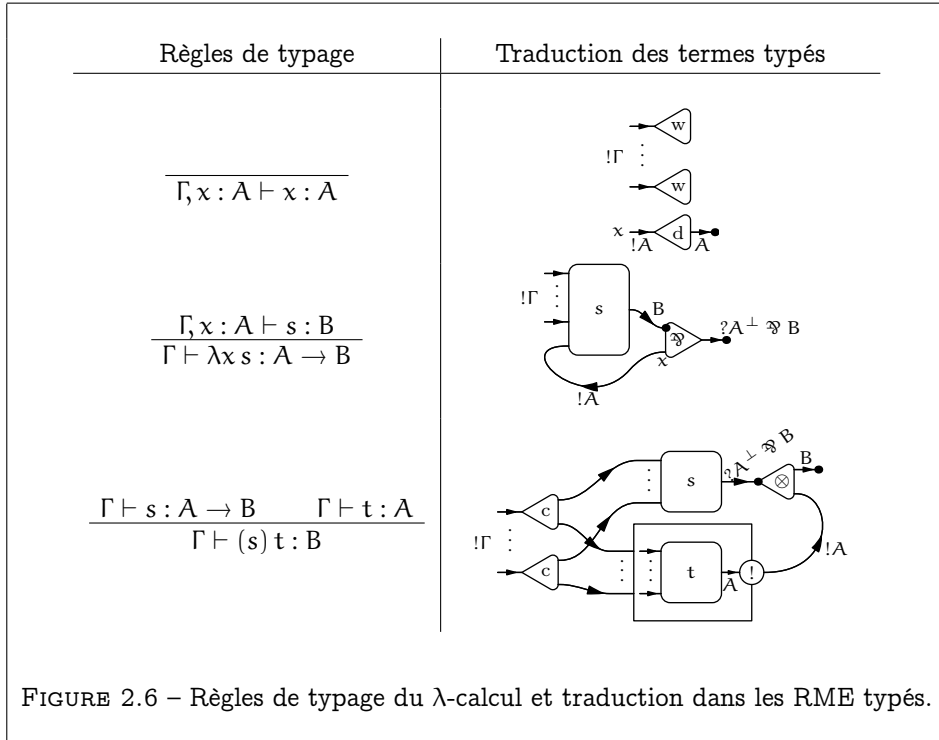 Règles de typage Traduction des termes typés
w
!Γ ⋮
w
Γ, x : A ⊢ x : A
x !A d A
!Γ ⋮ s B ⅋ ?A⊥ ⅋ B
x
!A
Γ, x : A ⊢ s : B
Γ ⊢ λx s : A → B
Γ ⊢ s : A → B Γ ⊢ t : A
Γ ⊢ (s) t : B
c ⋮ s ?A⊥ ⅋ B ⊗ B
!Γ ⋮
c ⋮ ⋮ t A ! !A
FIGURE 2.6 – Règles de typage du λ-calcul et traduction dans les RME typés.